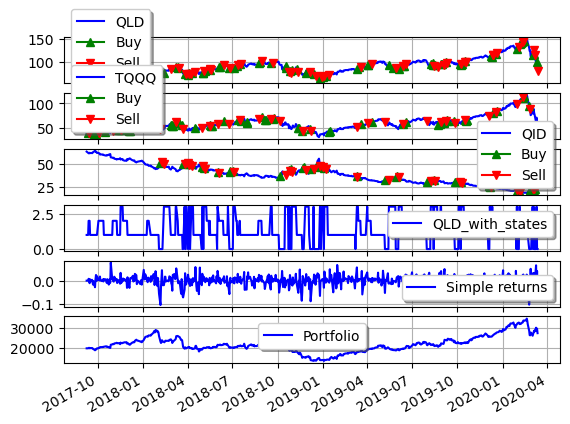 QLD
Buy
Sell
150
100
TQQQ
Buy
Sell
100
50
QID
Buy
Sell
50
25
QLD_with_states
2.5
0.0
Simple returns
0.0
−0.1
Portfolio
30000
20000
2017-10
2018-01
2018-04
2018-07
2018-10
2019-01
2019-04
2019-07
2019-10
2020-01
2020-04